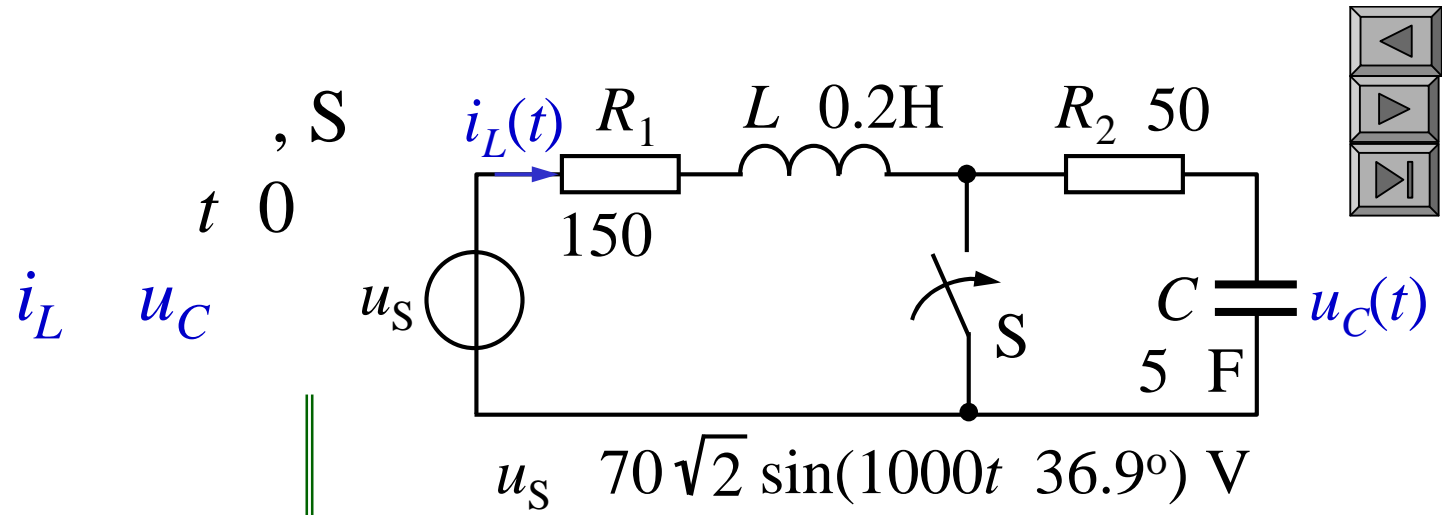 , S
t 0
i_L u_C
i_L(t) R_1 L 0.2H R_2 50
150
u_S
S
C u_C(t)
5 F
u_S 70√2 sin(1000t 36.9°) V